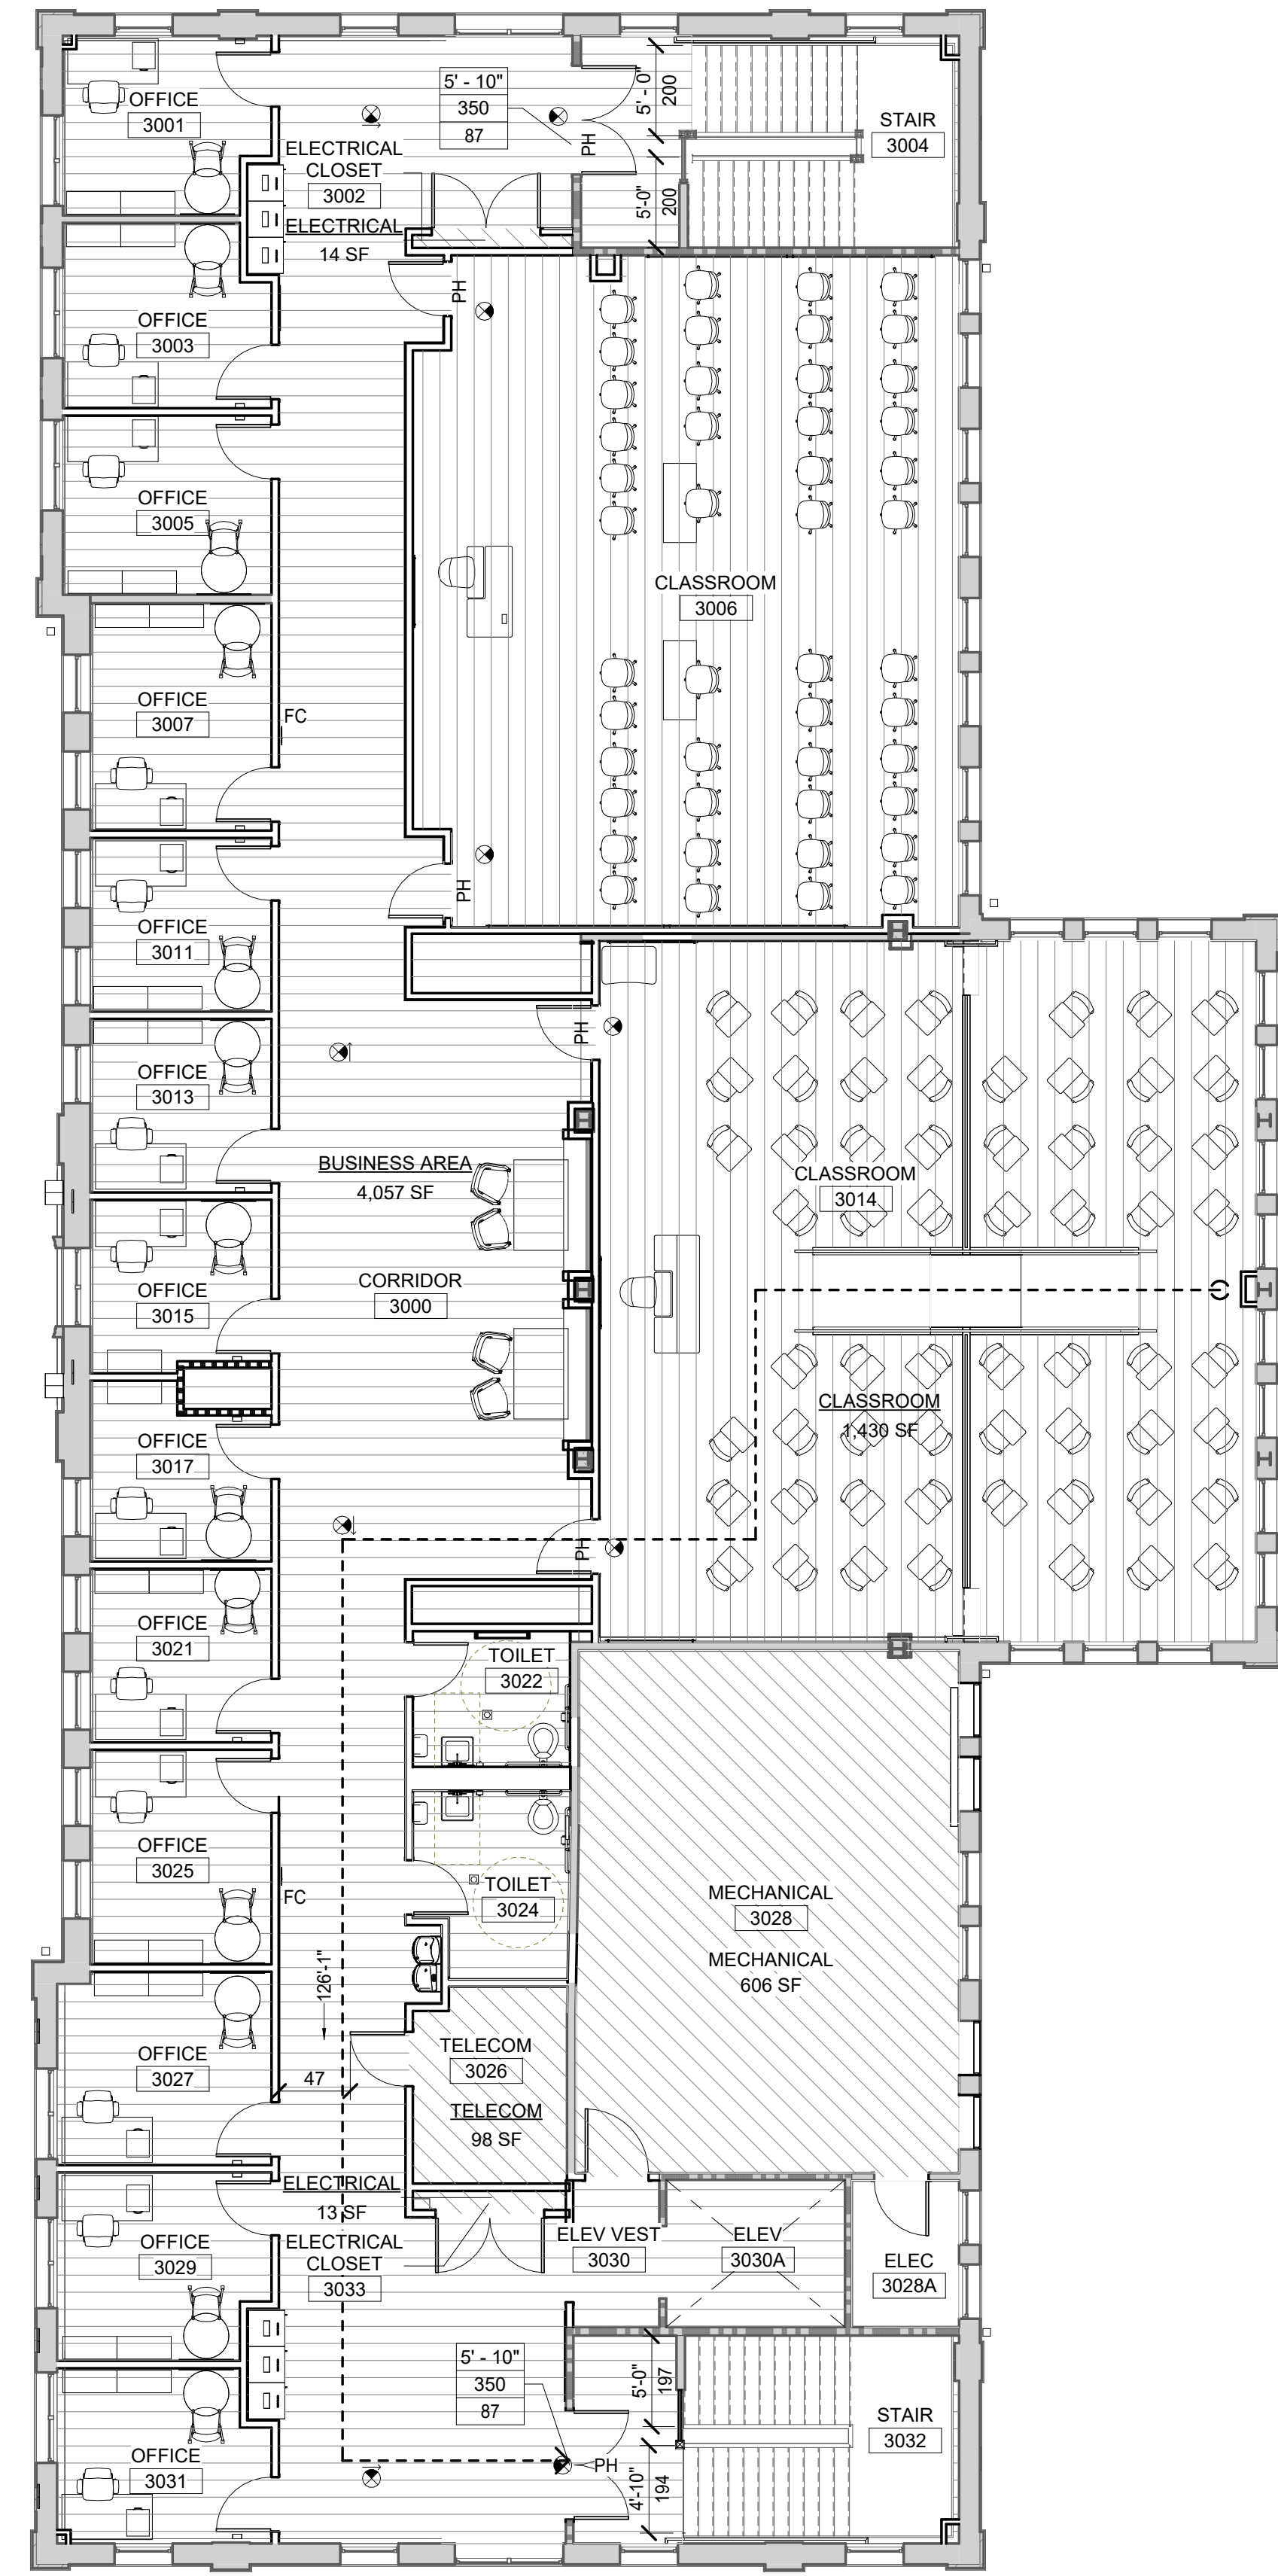 OFFICE
3001
5' - 10"
350
87
PH
5' - 0"
200
STAIR
3004
ELECTRICAL
CLOSET
3002
ELECTRICAL
14 SF
5'-0"
200
PH
OFFICE
3003
OFFICE
3005
CLASSROOM
3006
OFFICE
3007
FC
PH
OFFICE
3011
PH
OFFICE
3013
BUSINESS AREA
4,057 SF
CLASSROOM
3014
OFFICE
3015
CORRIDOR
3000
CLASSROOM
1,430 SF
OFFICE
3017
PH
OFFICE
3021
TOILET
3022
OFFICE
3025
FC
TOILET
3024
MECHANICAL
3028
MECHANICAL
606 SF
126'-1"
OFFICE
3027
47
TELECOM
3026
TELECOM
98 SF
ELECTRICAL
13 SF
ELECTRICAL
CLOSET
3033
OFFICE
3029
ELEV VEST
3030
ELEV
3030A
ELEC
3028A
5' - 10"
350
87
5'-0"
197
STAIR
3032
OFFICE
3031
PH
4'-10"
194